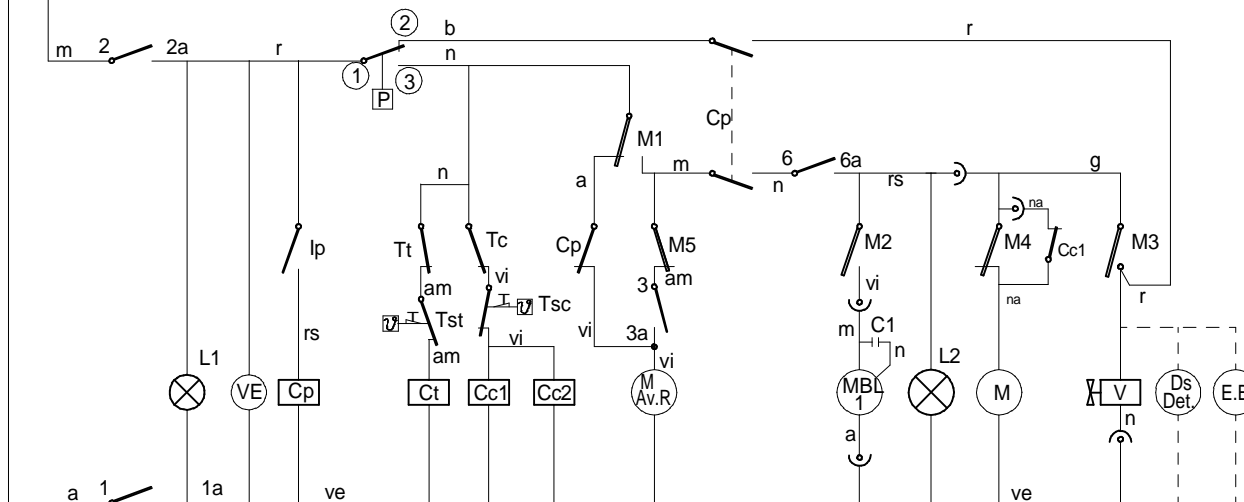 2 b r
m 2 2a r n
1 3
P
Cp
M1
m 6 6a g
n a n rs na
Ip Tt Tc Cp M5 M2 M4 Cc1 M3
vi am
am 3 vi na r
Tst Tsc
ϑ ϑ
rs am vi vi 3a m C1 n
vi
L1 L2
VE Cp Ct Cc1 Cc2 M Av.R MBL 1 M V Ds Det. E.E
a n
a 1 1a ve ve